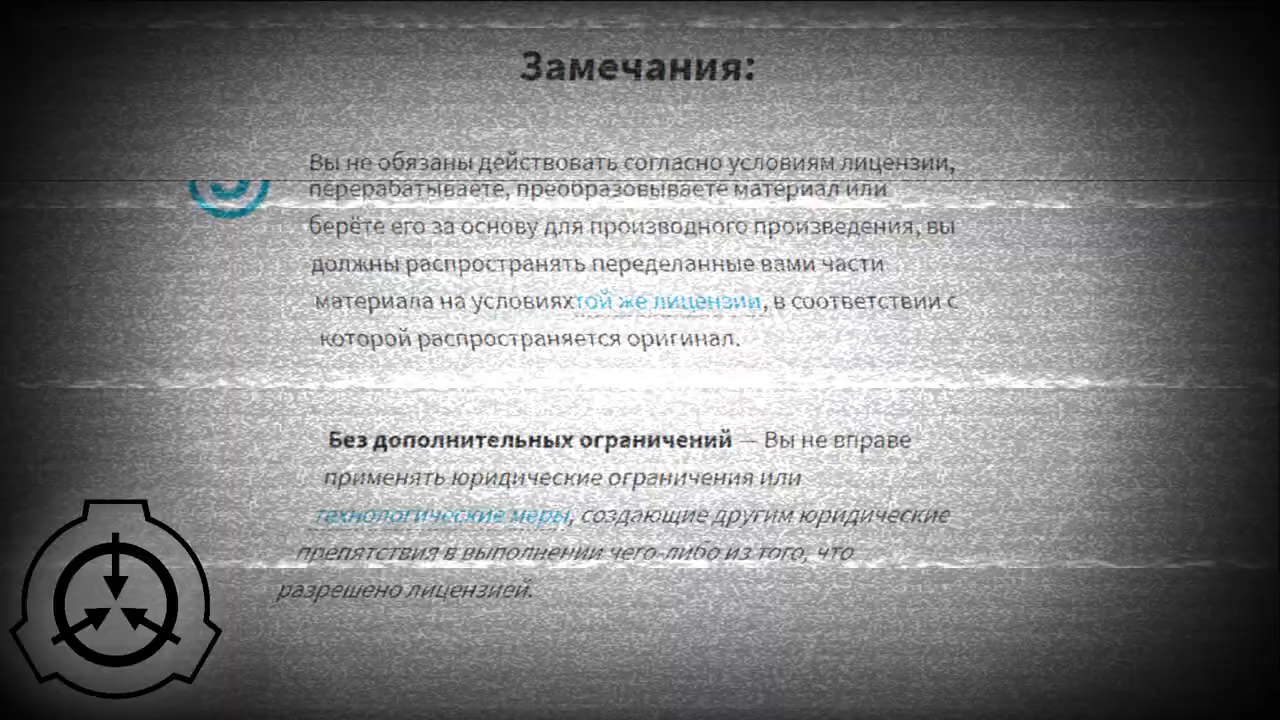 Замечания:
Вы не обязаны действовать согласно условиям лицензии,
перерабатываете, преобразовываете материал или
берёте его за основу для производного произведения, вы
должны распространять переделанные вами части
материала на условиях той же лицензии, в соответствии с
которой распространяется оригинал.
Без дополнительных ограничений — Вы не вправе
применять юридические ограничения или
технологические меры, создающие другим юридические
препятствия в выполнении чего-либо из того, что
разрешено лицензией.